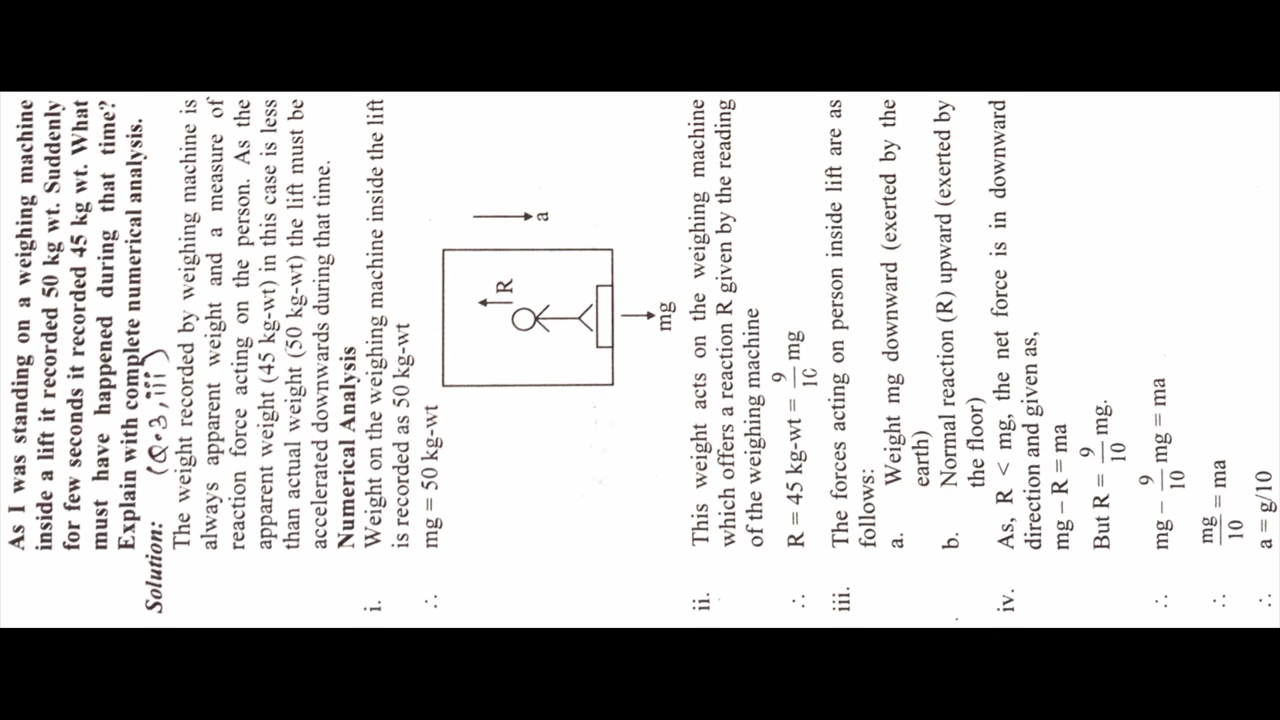 As I was standing on a weighing machine
inside a lift it recorded 50 kg wt. Suddenly
for few seconds it recorded 45 kg wt. What
must have happened during that time?
Explain with complete numerical analysis.
Solution: (Q.3, iii)
The weight recorded by weighing machine is
always apparent weight and a measure of
reaction force acting on the person. As the
apparent weight (45 kg-wt) in this case is less
than actual weight (50 kg-wt) the lift must be
accelerated downwards during that time.
Numerical Analysis
i. Weight on the weighing machine inside the lift
is recorded as 50 kg-wt
∴ mg = 50 kg-wt
R
a
mg
ii. This weight acts on the weighing machine
which offers a reaction R given by the reading
of the weighing machine
∴ R = 45 kg-wt = 9/10 mg
iii. The forces acting on person inside lift are as
follows:
a. Weight mg downward (exerted by the
earth)
b. Normal reaction (R) upward (exerted by
the floor)
iv. As, R < mg, the net force is in downward
direction and given as,
mg – R = ma
But R = 9/10 mg.
∴ mg – 9/10 mg = ma
∴ mg/10 = ma
∴ a = g/10